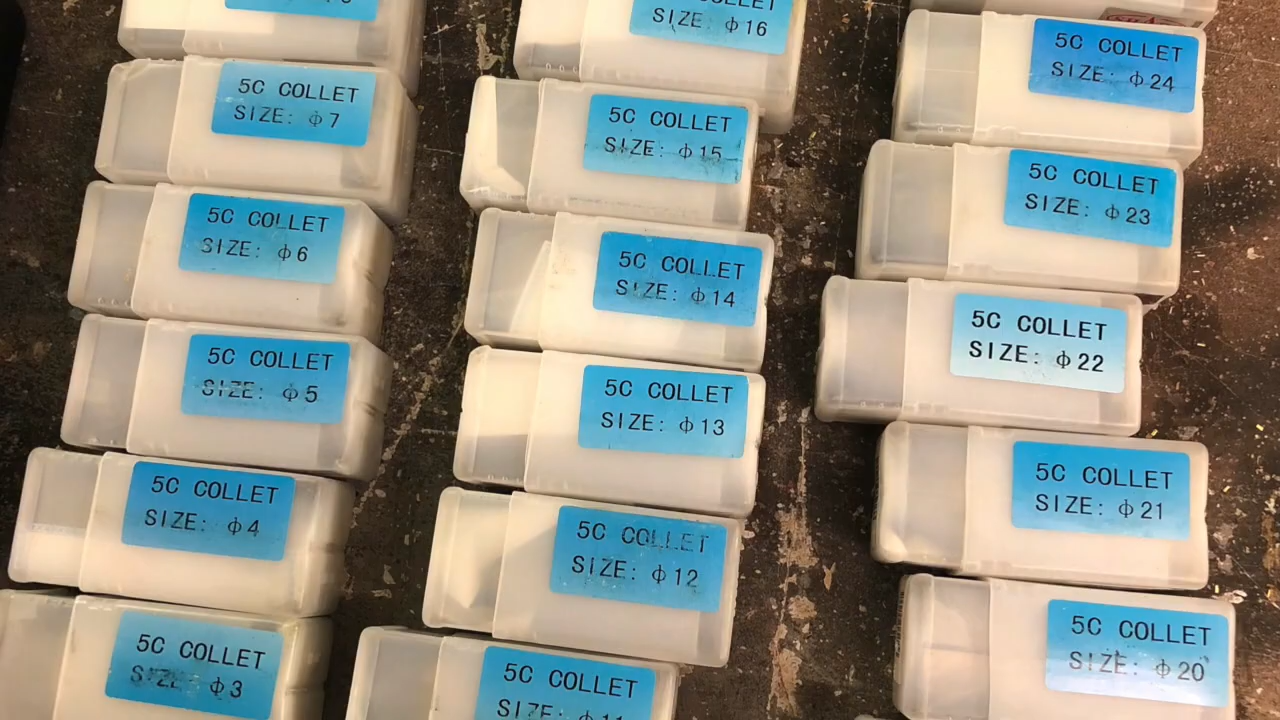 5C COLLET
SIZE: φ7
5C COLLET
SIZE: φ6
5C COLLET
SIZE: φ5
5C COLLET
SIZE: φ4
5C COLLET
SIZE: φ3
COLLET
SIZE: φ16
5C COLLET
SIZE: φ15
5C COLLET
SIZE: φ14
5C COLLET
SIZE: φ13
5C COLLET
SIZE: φ12
5C COLLET
SIZE: φ11
5C COLLET
SIZE: φ24
5C COLLET
SIZE: φ23
5C COLLET
SIZE: φ22
5C COLLET
SIZE: φ21
5C COLLET
SIZE: φ20